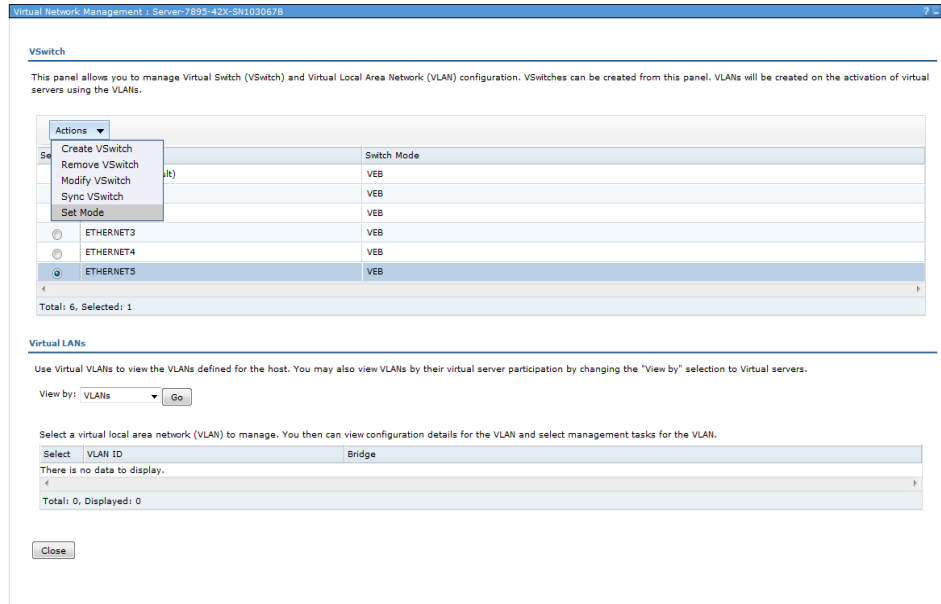 Virtual Network Management : Server-7895-42X-SN103067B
? –
VSwitch
This panel allows you to manage Virtual Switch (VSwitch) and Virtual Local Area Network (VLAN) configuration. VSwitches can be created from this panel. VLANs will be created on the activation of virtual
servers using the VLANs.
Actions
Create VSwitch
Remove VSwitch
Modify VSwitch
Sync VSwitch
Set Mode
Se Switch Mode
ult) VEB
VEB
VEB
ETHERNET3 VEB
ETHERNET4 VEB
ETHERNET5 VEB
Total: 6, Selected: 1
Virtual LANs
Use Virtual VLANs to view the VLANs defined for the host. You may also view VLANs by their virtual server participation by changing the "View by" selection to Virtual servers.
View by: VLANs Go
Select a virtual local area network (VLAN) to manage. You then can view configuration details for the VLAN and select management tasks for the VLAN.
Select VLAN ID Bridge
There is no data to display.
Total: 0, Displayed: 0
Close